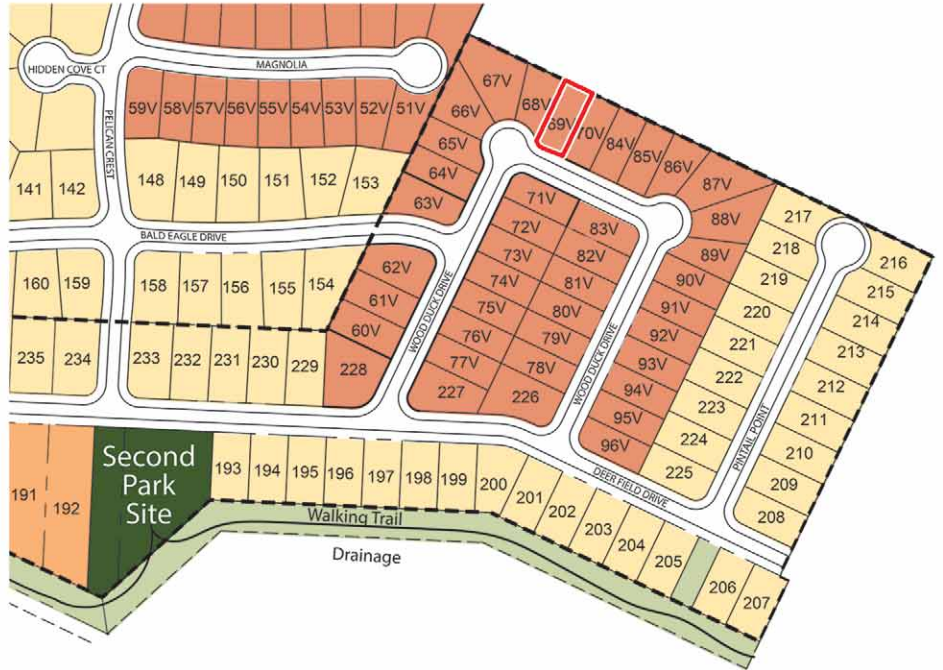 HIDDEN COVE CT
MAGNOLIA
59V 58V 57V 56V 55V 54V 53V 52V 51V
PELICAN CREST
141 142
148 149 150 151 152 153
BALD EAGLE DRIVE
160 159
158 157 156 155 154
235 234
233 232 231 230 229 228
67V
68V
69V
70V
84V
85V
86V
87V
88V
89V
90V
91V
92V
93V
94V
95V
96V
66V
65V
64V
63V
62V
61V
60V
WOOD DUCK DRIVE
71V
72V
73V
74V
75V
76V
77V
227
83V
82V
81V
80V
79V
78V
226
WOOD DUCK DRIVE
217
218
219
220
221
222
223
224
225
PINTAIL POINT
216
215
214
213
212
211
210
209
208
DEER FIELD DRIVE
191 192
Second
Park
Site
193 194 195 196 197 198 199 200 201 202 203 204 205 206 207
Walking Trail
Drainage